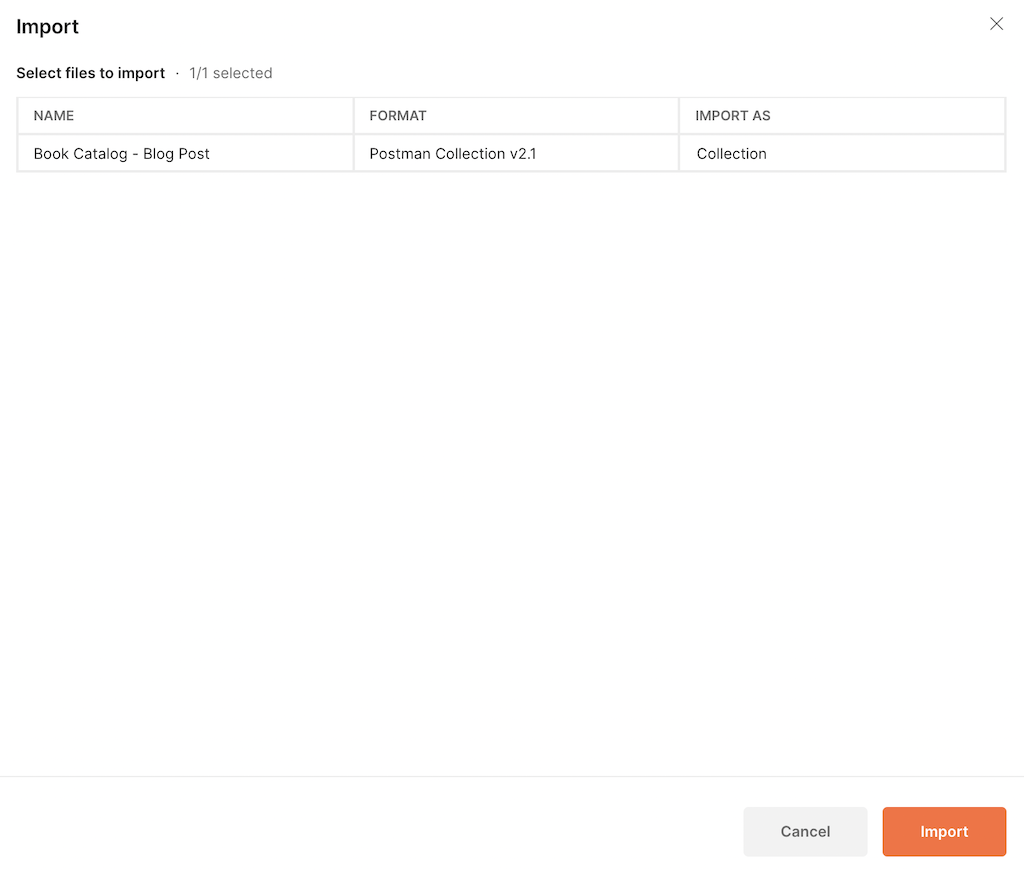 Import
Select files to import · 1/1 selected
NAME FORMAT IMPORT AS
Book Catalog - Blog Post Postman Collection v2.1 Collection
Cancel Import